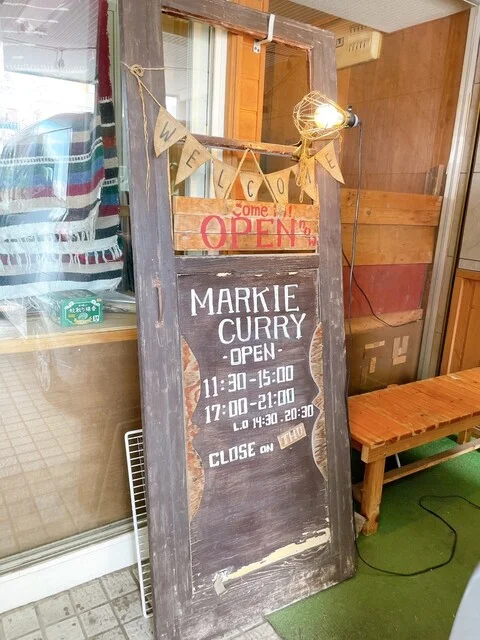 WELCOME
Come in!
OPEN
MARKIE
CURRY
-OPEN-
11:30-15:00
17:00-21:00
L.O 14:30.20:30
CLOSE ON THU